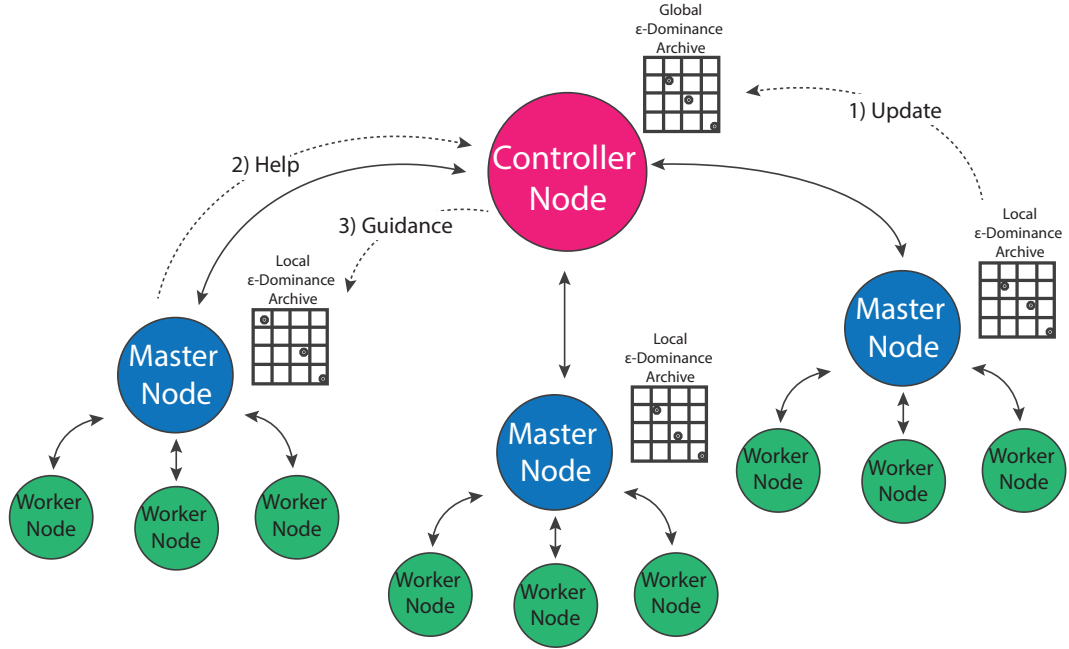 Global
ε-Dominance
Archive
1) Update
Controller
Node
2) Help
3) Guidance
Local
ε-Dominance
Archive
Master
Node
Worker
Node
Worker
Node
Worker
Node
Local
ε-Dominance
Archive
Master
Node
Worker
Node
Worker
Node
Worker
Node
Local
ε-Dominance
Archive
Master
Node
Worker
Node
Worker
Node
Worker
Node